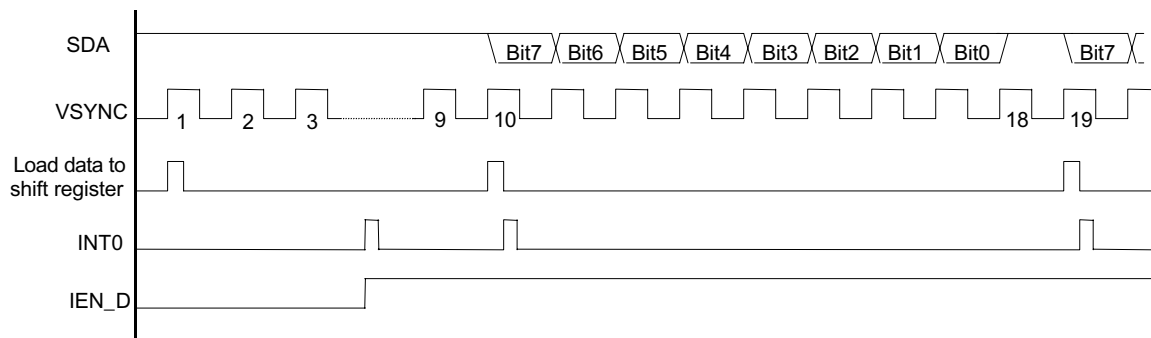 SDA Bit7 Bit6 Bit5 Bit4 Bit3 Bit2 Bit1 Bit0 Bit7
VSYNC 1 2 3 9 10 18 19
Load data to
shift register
INT0
IEN_D